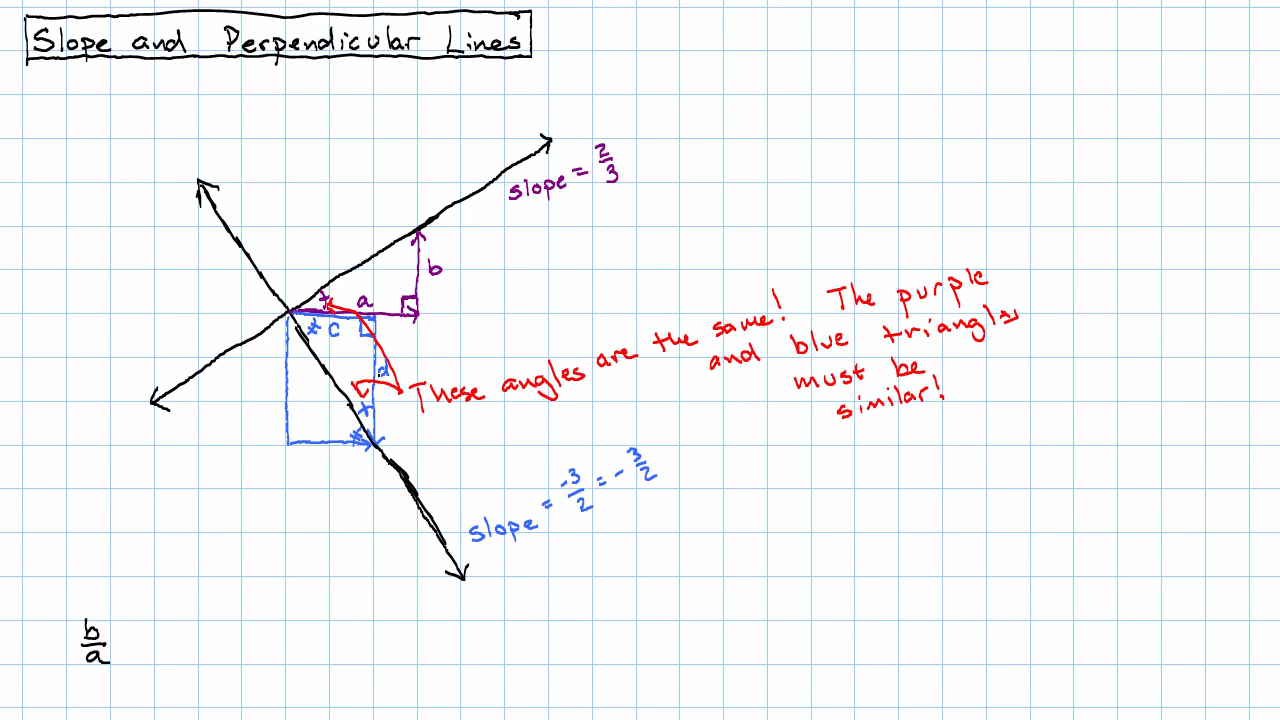 Slope and Perpendicular Lines
slope = 2/3
b
a
c
d
x
*
x
*
These angles are the same! The purple
and blue triangles
must be
similar!
slope = -3/2 = -3/2
b/a